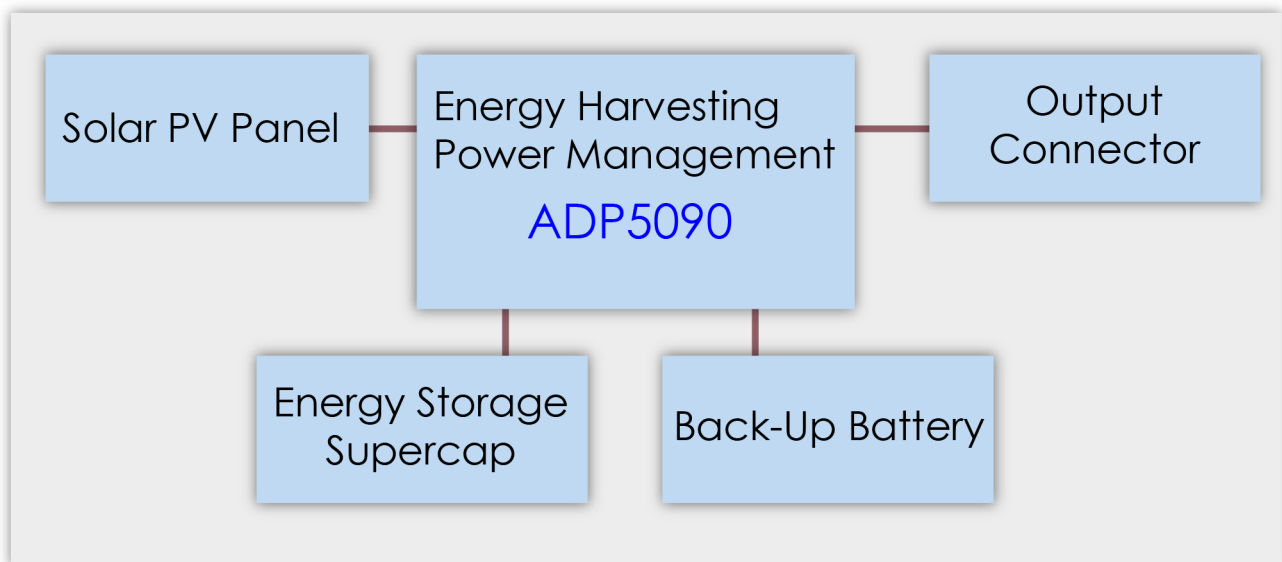 Solar PV Panel
Energy Harvesting
Power Management
ADP5090
Output
Connector
Energy Storage
Supercap
Back-Up Battery